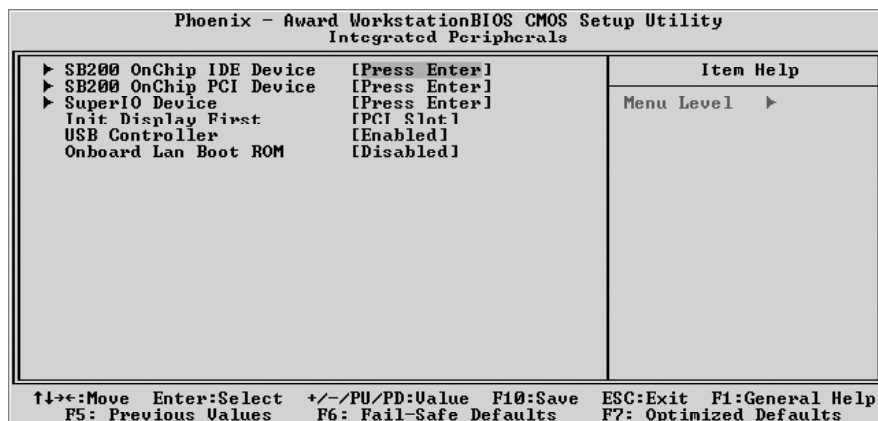 Phoenix - Award WorkstationBIOS CMOS Setup Utility
Integrated Peripherals
▶ SB200 OnChip IDE Device [Press Enter]
▶ SB200 OnChip PCI Device [Press Enter]
▶ SuperIO Device [Press Enter]
Init Display First [PCI Slot]
USB Controller [Enabled]
Onboard Lan Boot ROM [Disabled]
Item Help
Menu Level ▶
↑↓→←:Move Enter:Select +/-/PU/PD:Value F10:Save ESC:Exit F1:General Help
F5: Previous Values F6: Fail-Safe Defaults F7: Optimized Defaults